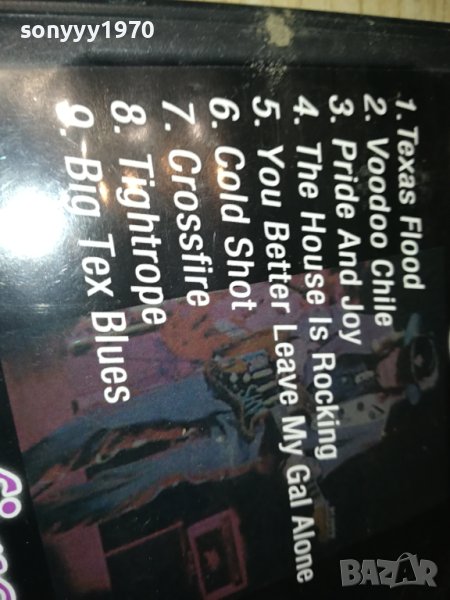 sonyyy1970
1. Texas Flood
2. Voodoo Chile
3. Pride And Joy
4. The House Is Rocking
5. You Better Leave My Gal Alone
6. Cold Shot
7. Crossfire
8. Tightrope
9. Big Tex Blues
BAZAR